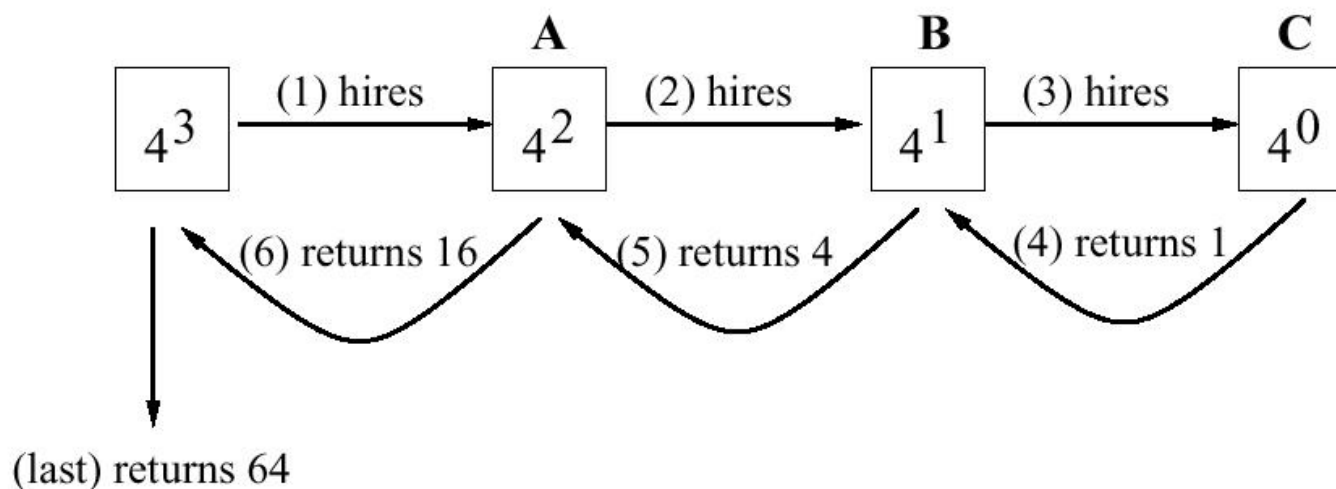 A B C
(1) hires (2) hires (3) hires
4^3 4^2 4^1 4^0
(6) returns 16 (5) returns 4 (4) returns 1
(last) returns 64